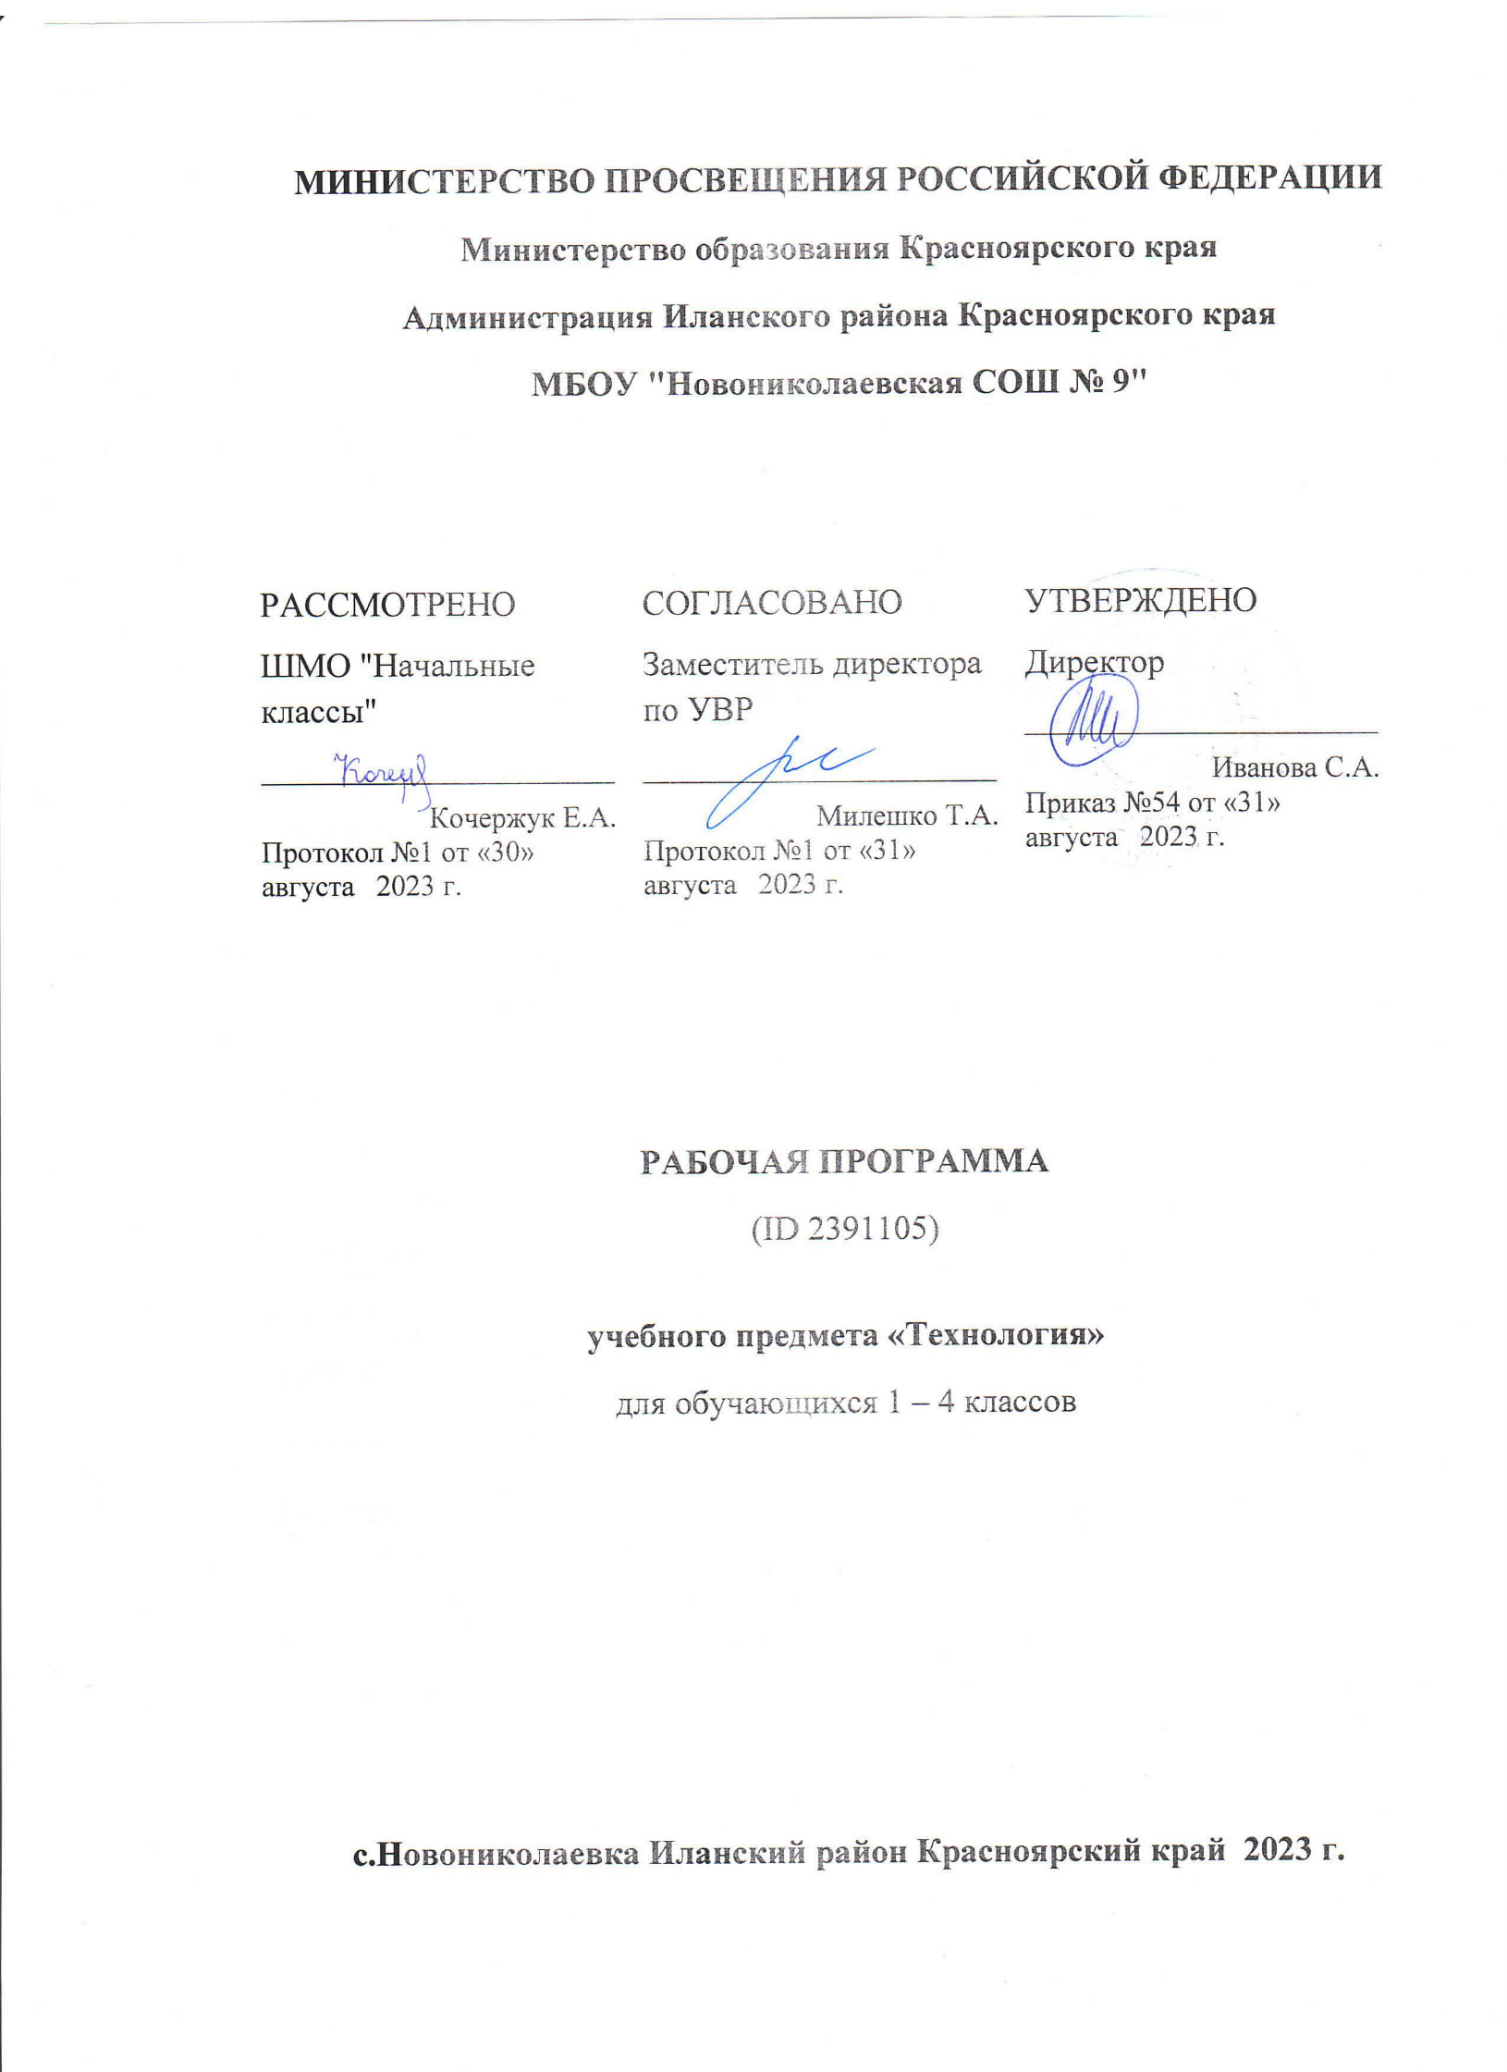 МИНИСТЕРСТВО ПРОСВЕЩЕНИЯ РОССИЙСКОЙ ФЕДЕРАЦИИ
Министерство образования Красноярского края
Администрация Иланского района Красноярского края
МБОУ "Новониколаевская СОШ № 9"
РАССМОТРЕНО
ШМО "Начальные
классы"
Кочержук Е.А.
Протокол №1 от «30»
августа 2023 г.
СОГЛАСОВАНО
Заместитель директора
по УВР
Милешко Т.А.
Протокол №1 от «31»
августа 2023 г.
УТВЕРЖДЕНО
Директор
Иванова С.А.
Приказ №54 от «31»
августа 2023 г.
РАБОЧАЯ ПРОГРАММА
(ID 2391105)
учебного предмета «Технология»
для обучающихся 1 – 4 классов
с.Новониколаевка Иланский район Красноярский край 2023 г.